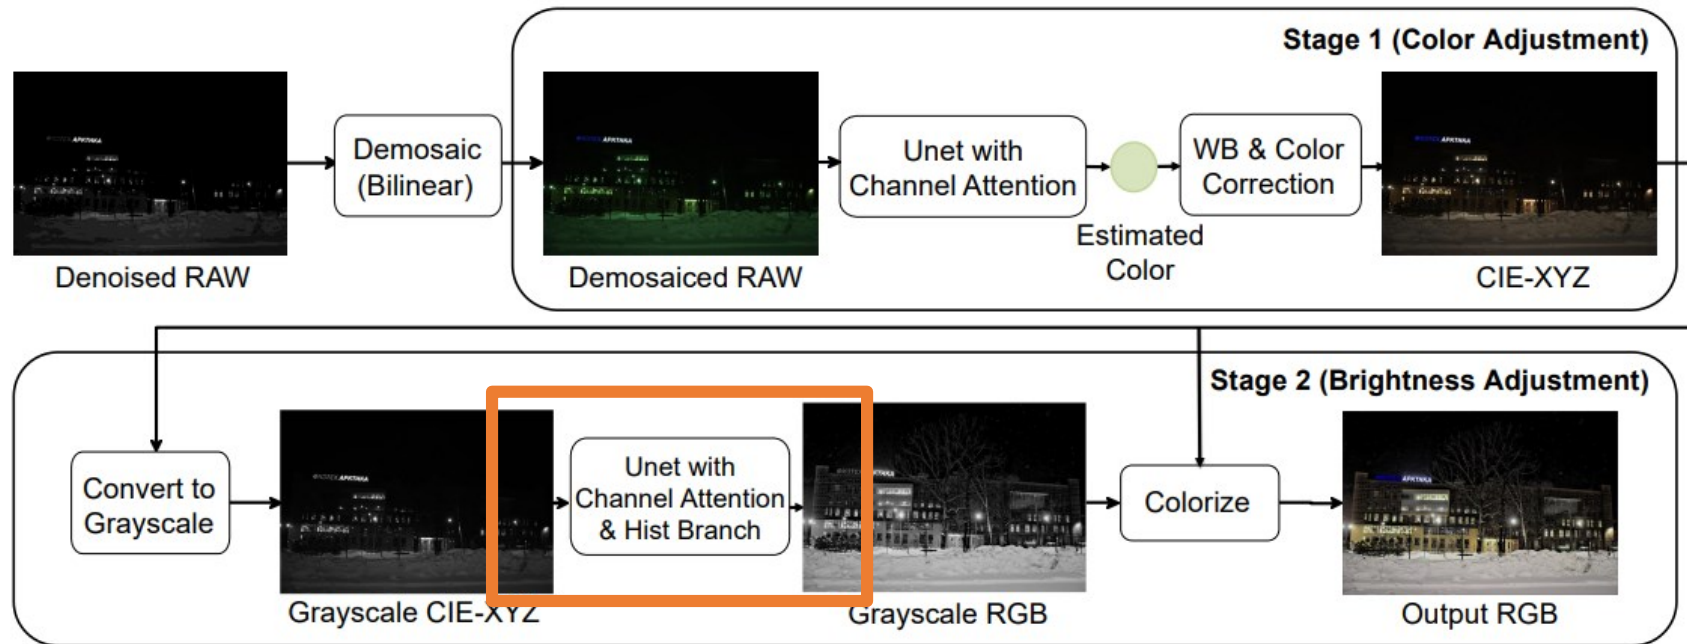 Stage 1 (Color Adjustment)
Demosaic
(Bilinear)
Unet with
Channel Attention
WB & Color
Correction
Estimated
Color
Denoised RAW
Demosaiced RAW
CIE-XYZ
Stage 2 (Brightness Adjustment)
Convert to
Grayscale
Unet with
Channel Attention
& Hist Branch
Colorize
Grayscale CIE-XYZ
Grayscale RGB
Output RGB